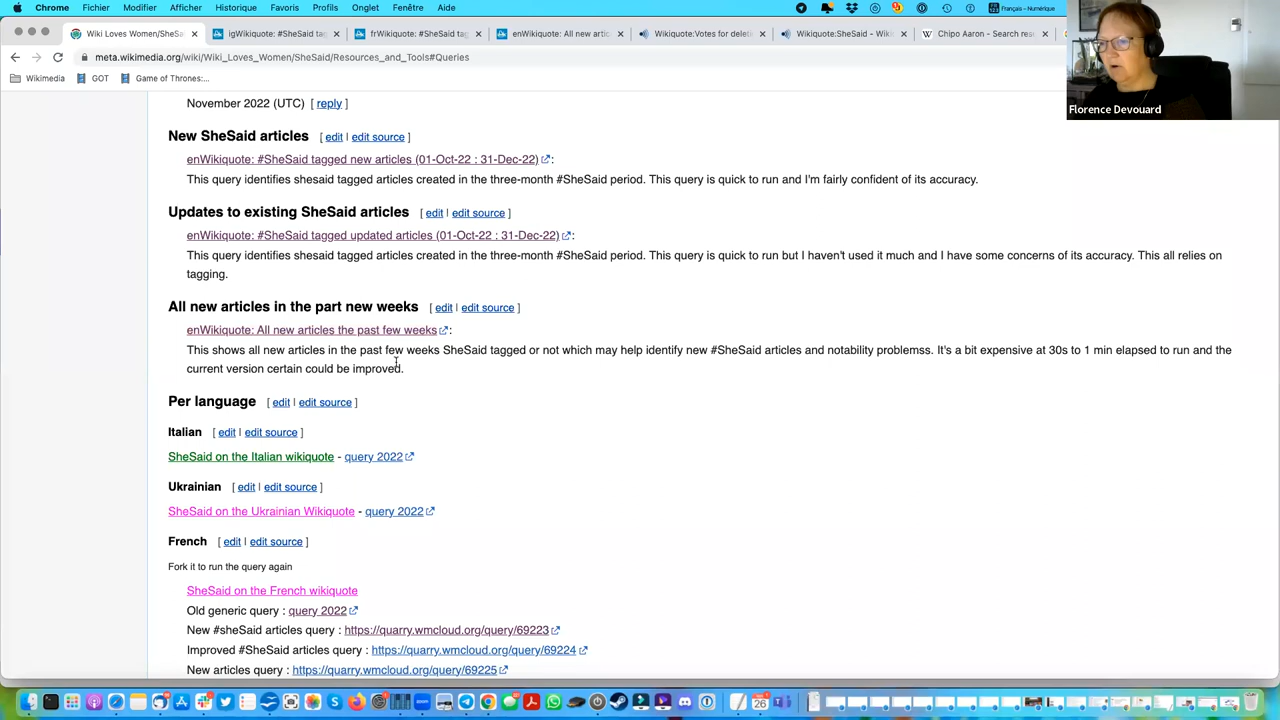 Chrome Fichier Modifier Afficher Historique Favoris Profils Onglet Fenêtre Aide Français – Numérique
Wiki Loves Women/SheSa igWikiquote: #SheSaid tag frWikiquote: #SheSaid tag enWikiquote: All new artic Wikiquote:Votes for delet Wikiquote:SheSaid - Wiki Chipo Aaron - Search res
meta.wikimedia.org/wiki/Wiki_Loves_Women/SheSaid/Resources_and_Tools#Queries
Wikimedia GOT Game of Thrones:...
Florence Devouard
November 2022 (UTC) [ reply ]
New SheSaid articles [ edit | edit source ]
enWikiquote: #SheSaid tagged new articles (01-Oct-22 : 31-Dec-22) :
This query identifies shesaid tagged articles created in the three-month #SheSaid period. This query is quick to run and I'm fairly confident of its accuracy.
Updates to existing SheSaid articles [ edit | edit source ]
enWikiquote: #SheSaid tagged updated articles (01-Oct-22 : 31-Dec-22) :
This query identifies shesaid tagged articles created in the three-month #SheSaid period. This query is quick to run but I haven't used it much and I have some concerns of its accuracy. This all relies on
tagging.
All new articles in the part new weeks [ edit | edit source ]
enWikiquote: All new articles the past few weeks :
This shows all new articles in the past few weeks SheSaid tagged or not which may help identify new #SheSaid articles and notability problemss. It's a bit expensive at 30s to 1 min elapsed to run and the
current version certain could be improved.
Per language [ edit | edit source ]
Italian [ edit | edit source ]
SheSaid on the Italian wikiquote - query 2022
Ukrainian [ edit | edit source ]
SheSaid on the Ukrainian Wikiquote - query 2022
French [ edit | edit source ]
Fork it to run the query again
SheSaid on the French wikiquote
Old generic query : query 2022
New #sheSaid articles query : https://quarry.wmcloud.org/query/69223
Improved #SheSaid articles query : https://quarry.wmcloud.org/query/69224
New articles query : https://quarry.wmcloud.org/query/69225
26